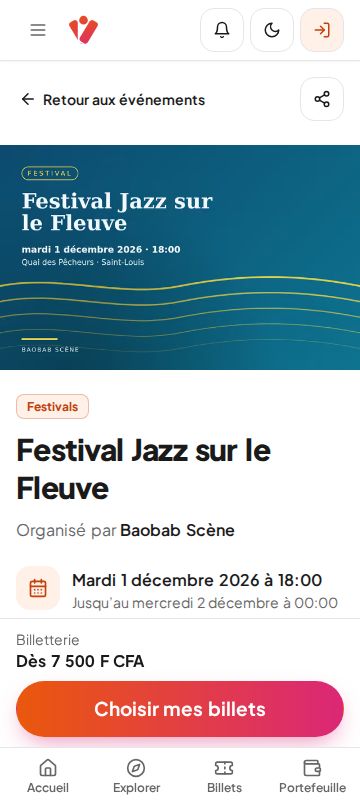 Retour aux événements
FESTIVAL
Festival Jazz sur
le Fleuve
mardi 1 décembre 2026 · 18:00
Quai des Pêcheurs · Saint-Louis
BAOBAB SCÈNE
Festivals
Festival Jazz sur le
Fleuve
Organisé par Baobab Scène
Mardi 1 décembre 2026 à 18:00
Jusqu'au mercredi 2 décembre à 00:00
Billetterie
Dès 7 500 F CFA
Choisir mes billets
Accueil
Explorer
Billets
Portefeuille